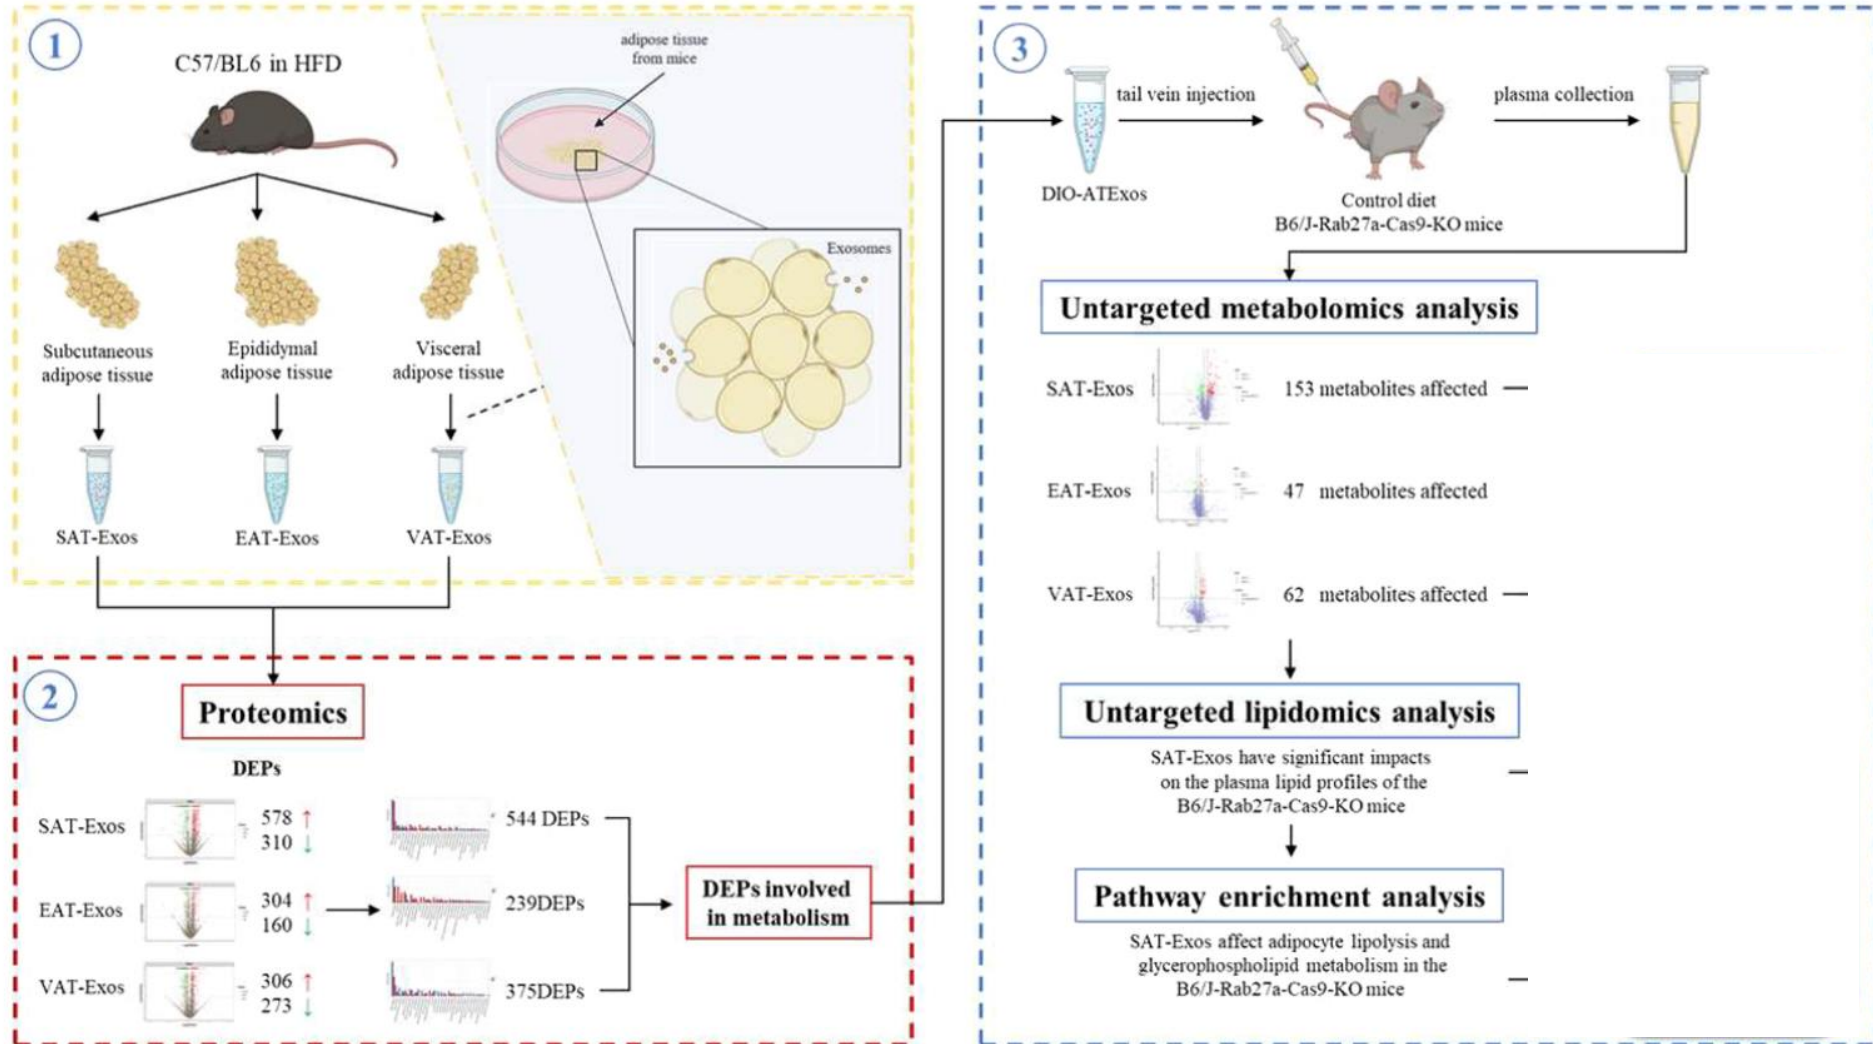 1
C57/BL6 in HFD
adipose tissue
from mice
Exosomes
Subcutaneous
adipose tissue
Epididymal
adipose tissue
Visceral
adipose tissue
SAT-Exos
EAT-Exos
VAT-Exos
2
Proteomics
DEPs
SAT-Exos
578 ↑
310 ↓
544 DEPs
EAT-Exos
304 ↑
160 ↓
239DEPs
VAT-Exos
306 ↑
273 ↓
375DEPs
DEPs involved
in metabolism
3
DIO-ATExos
tail vein injection
Control diet
B6/J-Rab27a-Cas9-KO mice
plasma collection
Untargeted metabolomics analysis
SAT-Exos 153 metabolites affected
EAT-Exos 47 metabolites affected
VAT-Exos 62 metabolites affected
Untargeted lipidomics analysis
SAT-Exos have significant impacts
on the plasma lipid profiles of the
B6/J-Rab27a-Cas9-KO mice
Pathway enrichment analysis
SAT-Exos affect adipocyte lipolysis and
glycerophospholipid metabolism in the
B6/J-Rab27a-Cas9-KO mice